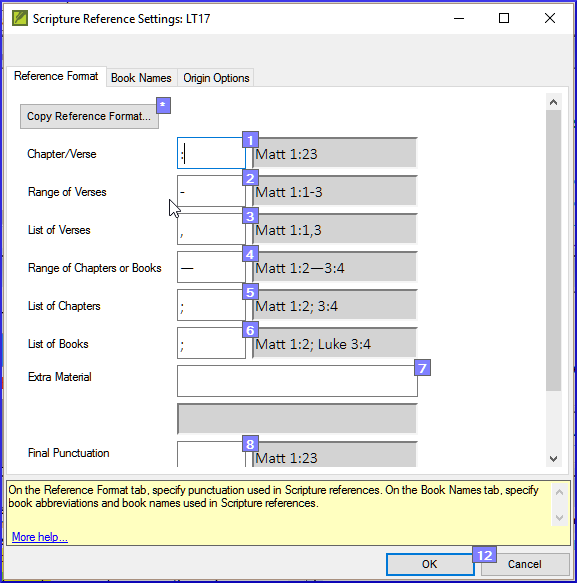 Scripture Reference Settings: LT17
Reference Format Book Names Origin Options
Copy Reference Format... *
Chapter/Verse : 1 Matt 1:23
Range of Verses - 2 Matt 1:1-3
List of Verses , 3 Matt 1:1,3
Range of Chapters or Books — 4 Matt 1:2—3:4
List of Chapters ; 5 Matt 1:2; 3:4
List of Books ; 6 Matt 1:2; Luke 3:4
Extra Material 7
Final Punctuation 8 Matt 1:23
On the Reference Format tab, specify punctuation used in Scripture references. On the Book Names tab, specify
book abbreviations and book names used in Scripture references.
More help...
OK 12 Cancel